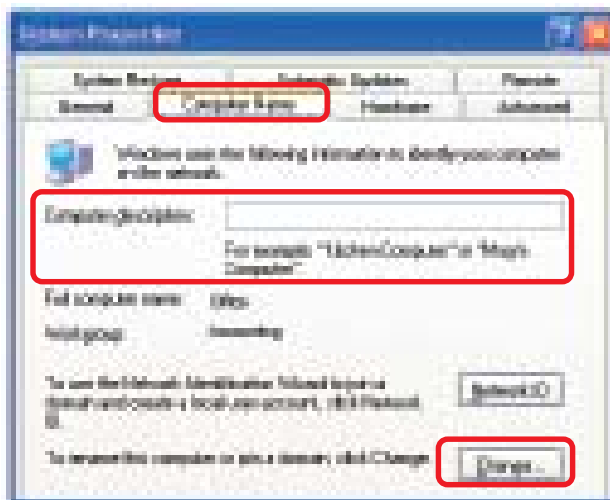 System Properties
System Restore Automatic Updates Remote
General Computer Name Hardware Advanced
Windows uses the following information to identify your computer
on the network.
Computer description:
For example: "Kitchen Computer" or "Mary's
Computer".
Full computer name: Office
Workgroup:
To use the Network Identification Wizard to join a
domain and create a local user account, click Network
ID.
Network ID
To rename this computer or join a domain, click Change.
Change...